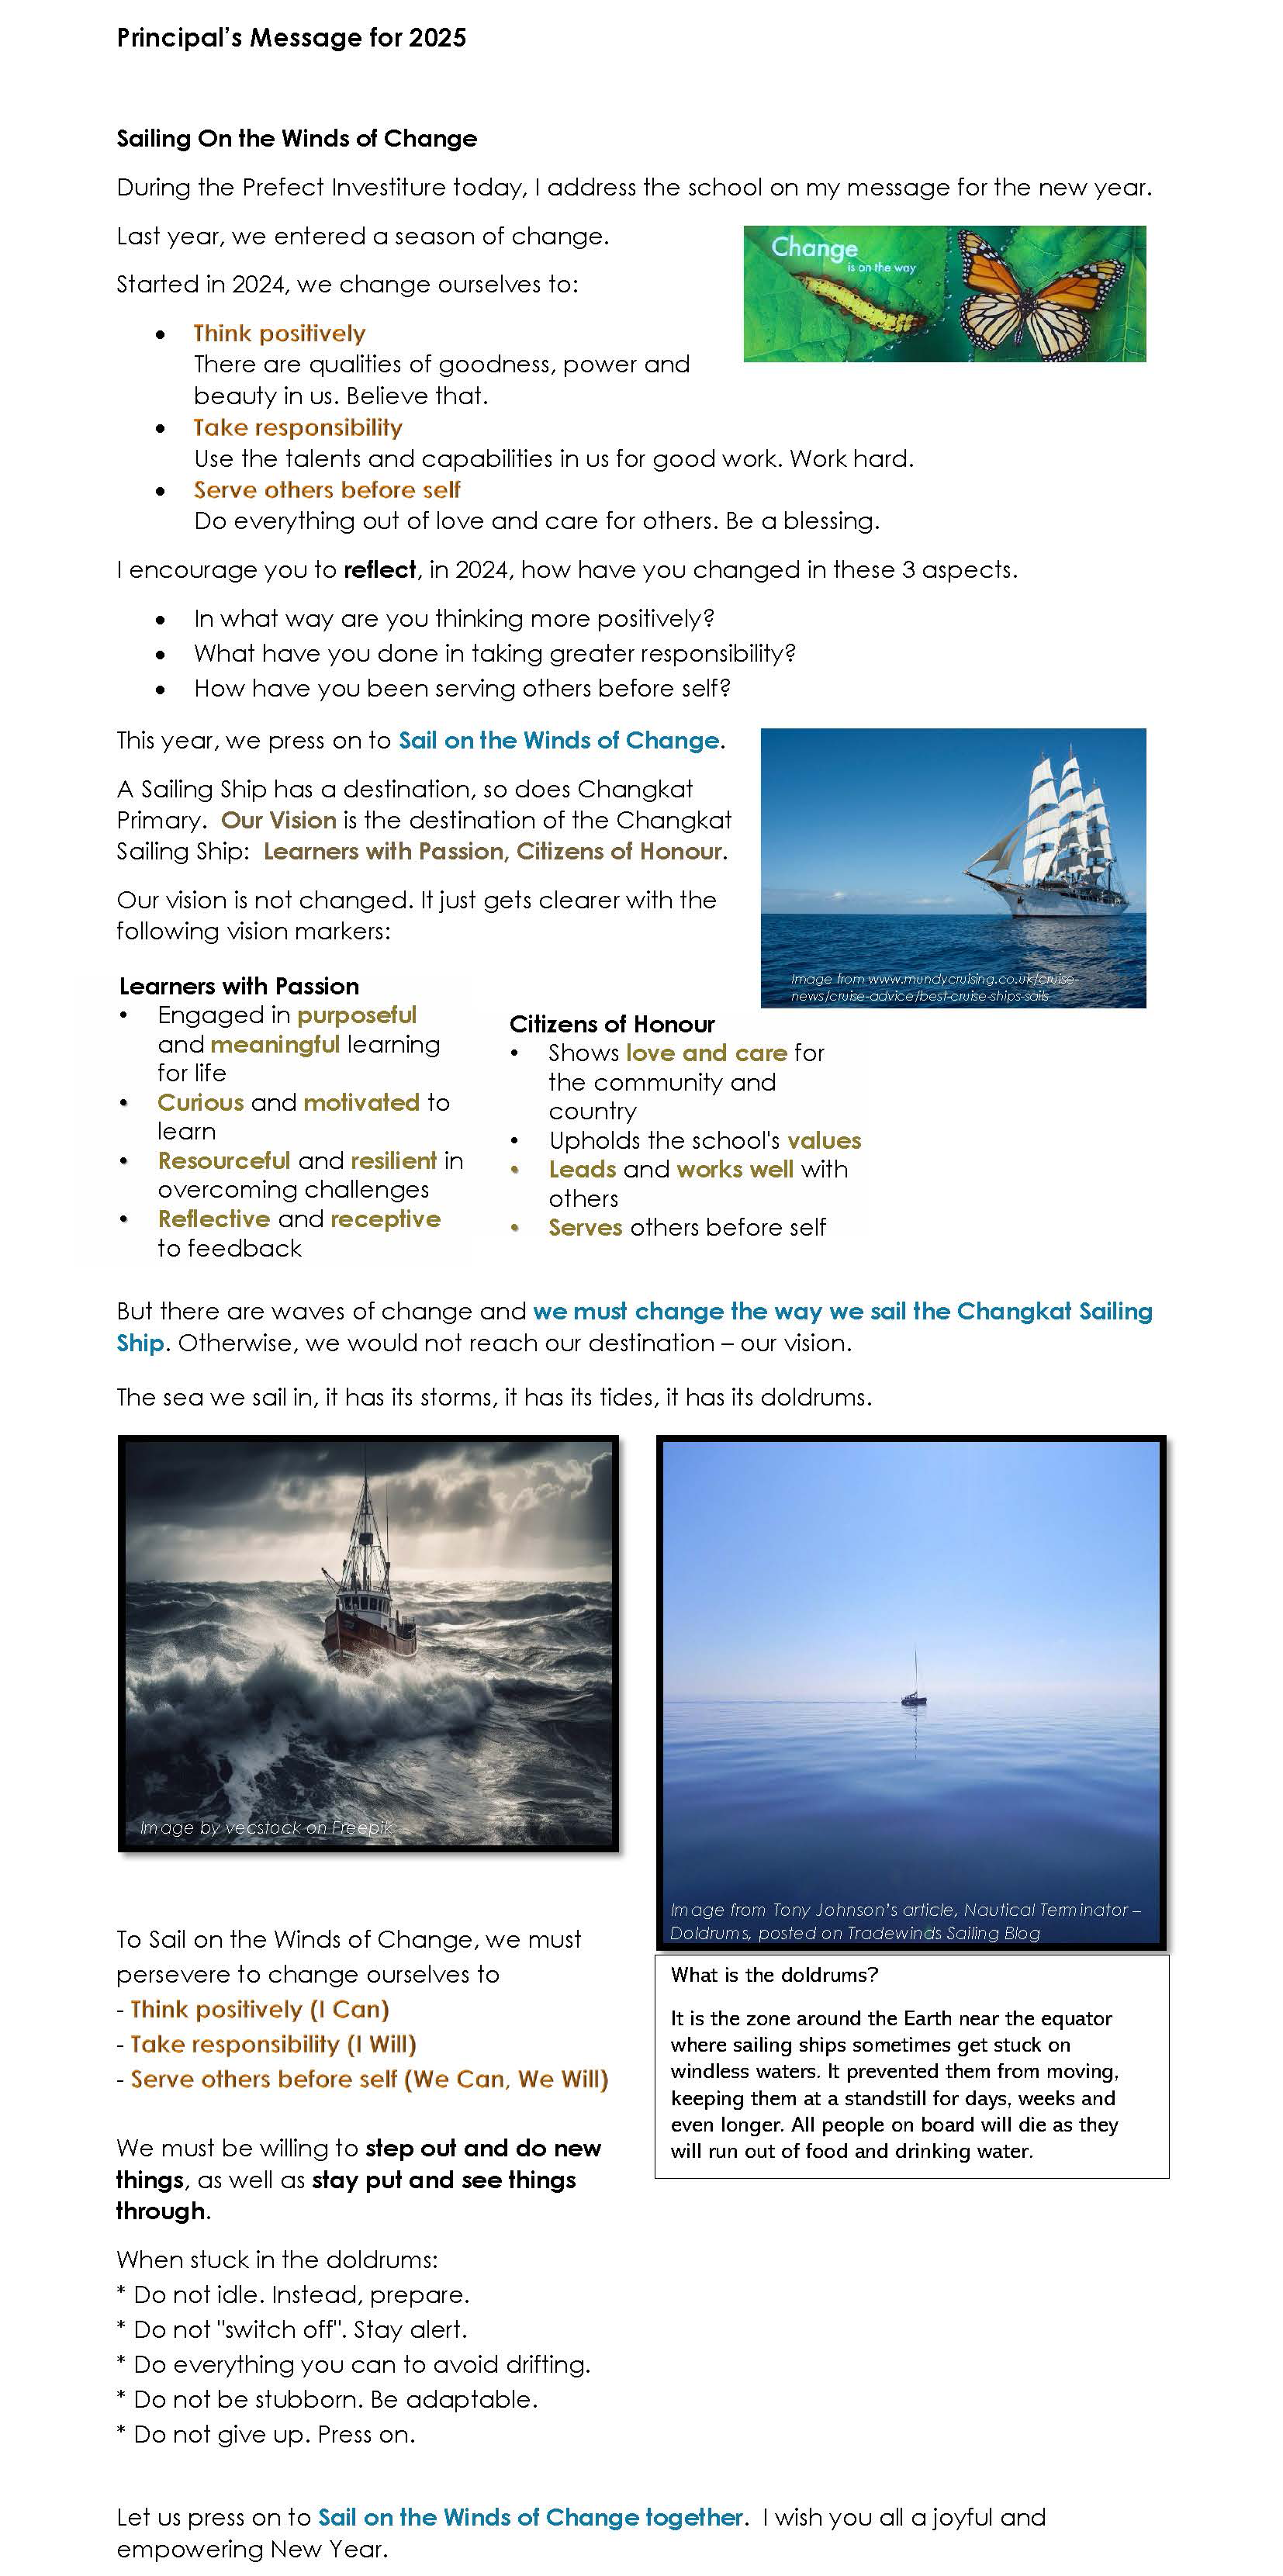 Principal's Message for 2025
Sailing On the Winds of Change
During the Prefect Investiture today, I address the school on my message for the new year.
Last year, we entered a season of change.
Change
is on the way
Started in 2024, we change ourselves to:
• Think positively
There are qualities of goodness, power and
beauty in us. Believe that.
• Take responsibility
Use the talents and capabilities in us for good work. Work hard.
• Serve others before self
Do everything out of love and care for others. Be a blessing.
I encourage you to reflect, in 2024, how have you changed in these 3 aspects.
• In what way are you thinking more positively?
• What have you done in taking greater responsibility?
• How have you been serving others before self?
This year, we press on to Sail on the Winds of Change.
A Sailing Ship has a destination, so does Changkat
Primary. Our Vision is the destination of the Changkat
Sailing Ship: Learners with Passion, Citizens of Honour.
Our vision is not changed. It just gets clearer with the
following vision markers:
Image from www.mundycruising.co.uk/cruise-
news/cruise-advice/best-cruise-ships-sails
Learners with Passion
• Engaged in purposeful
and meaningful learning
for life
• Curious and motivated to
learn
• Resourceful and resilient in
overcoming challenges
• Reflective and receptive
to feedback
Citizens of Honour
• Shows love and care for
the community and
country
• Upholds the school's values
• Leads and works well with
others
• Serves others before self
But there are waves of change and we must change the way we sail the Changkat Sailing
Ship. Otherwise, we would not reach our destination – our vision.
The sea we sail in, it has its storms, it has its tides, it has its doldrums.
Image by vecstock on Freepik
Image from Tony Johnson's article, Nautical Terminator –
Doldrums, posted on Tradewinds Sailing Blog
What is the doldrums?
It is the zone around the Earth near the equator
where sailing ships sometimes get stuck on
windless waters. It prevented them from moving,
keeping them at a standstill for days, weeks and
even longer. All people on board will die as they
will run out of food and drinking water.
To Sail on the Winds of Change, we must
persevere to change ourselves to
- Think positively (I Can)
- Take responsibility (I Will)
- Serve others before self (We Can, We Will)
We must be willing to step out and do new
things, as well as stay put and see things
through.
When stuck in the doldrums:
* Do not idle. Instead, prepare.
* Do not "switch off". Stay alert.
* Do everything you can to avoid drifting.
* Do not be stubborn. Be adaptable.
* Do not give up. Press on.
Let us press on to Sail on the Winds of Change together. I wish you all a joyful and
empowering New Year.